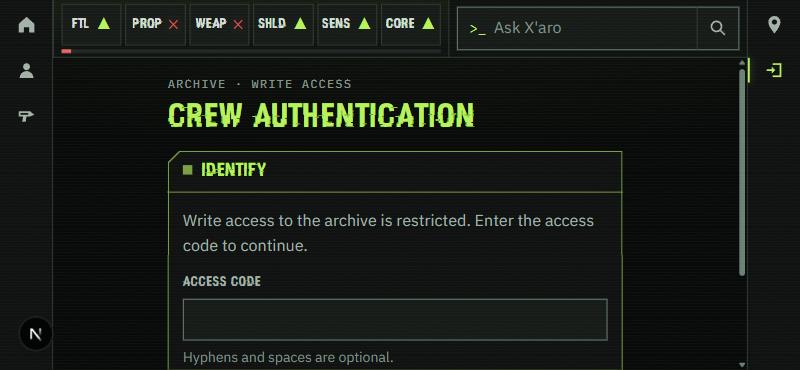 FTL PROP WEAP SHLD SENS CORE
>_ Ask X'aro
ARCHIVE · WRITE ACCESS
CREW AUTHENTICATION
IDENTIFY
Write access to the archive is restricted. Enter the access
code to continue.
ACCESS CODE
Hyphens and spaces are optional.
N